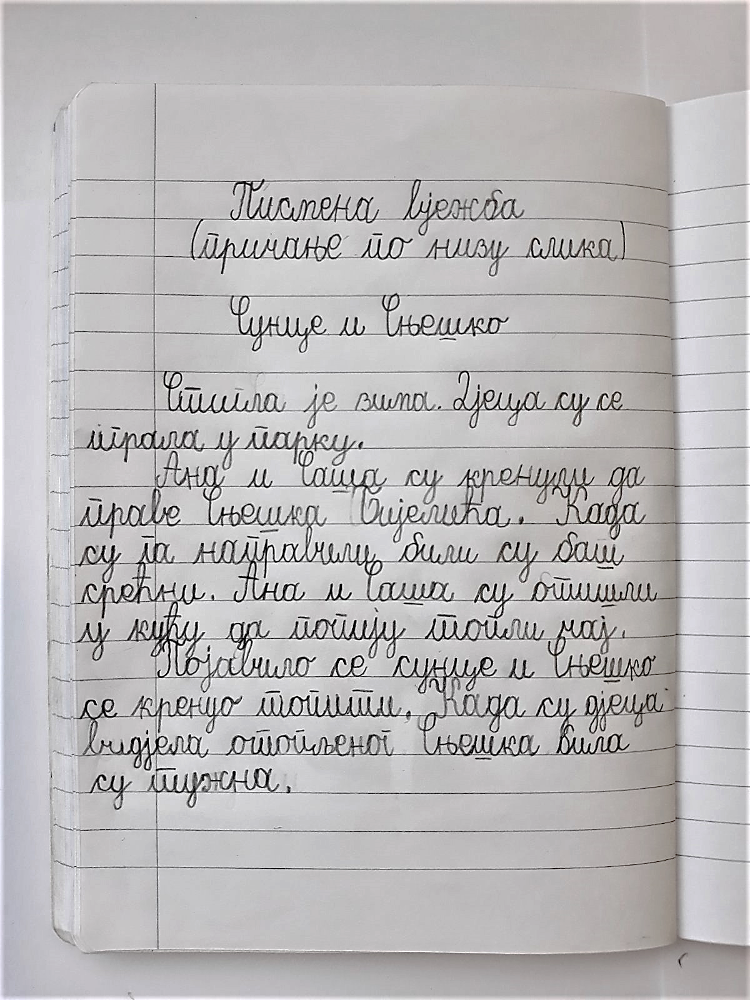 Писмена вјежба
(причање по низу слика)
Сунце и Сњешко
Стигла је зима. Дјеца су се
играла у парку.
Ана и Саша су кренули да
праве Сњешка Бијелића. Када
су га направили били су баш
срећни. Ана и Саша су отишли
у кућу да попију топли чај.
Појавило се сунце и Сњешко
се кренуо топити. Када су дјеца
видјела отопљеног Сњешка била
су тужна.